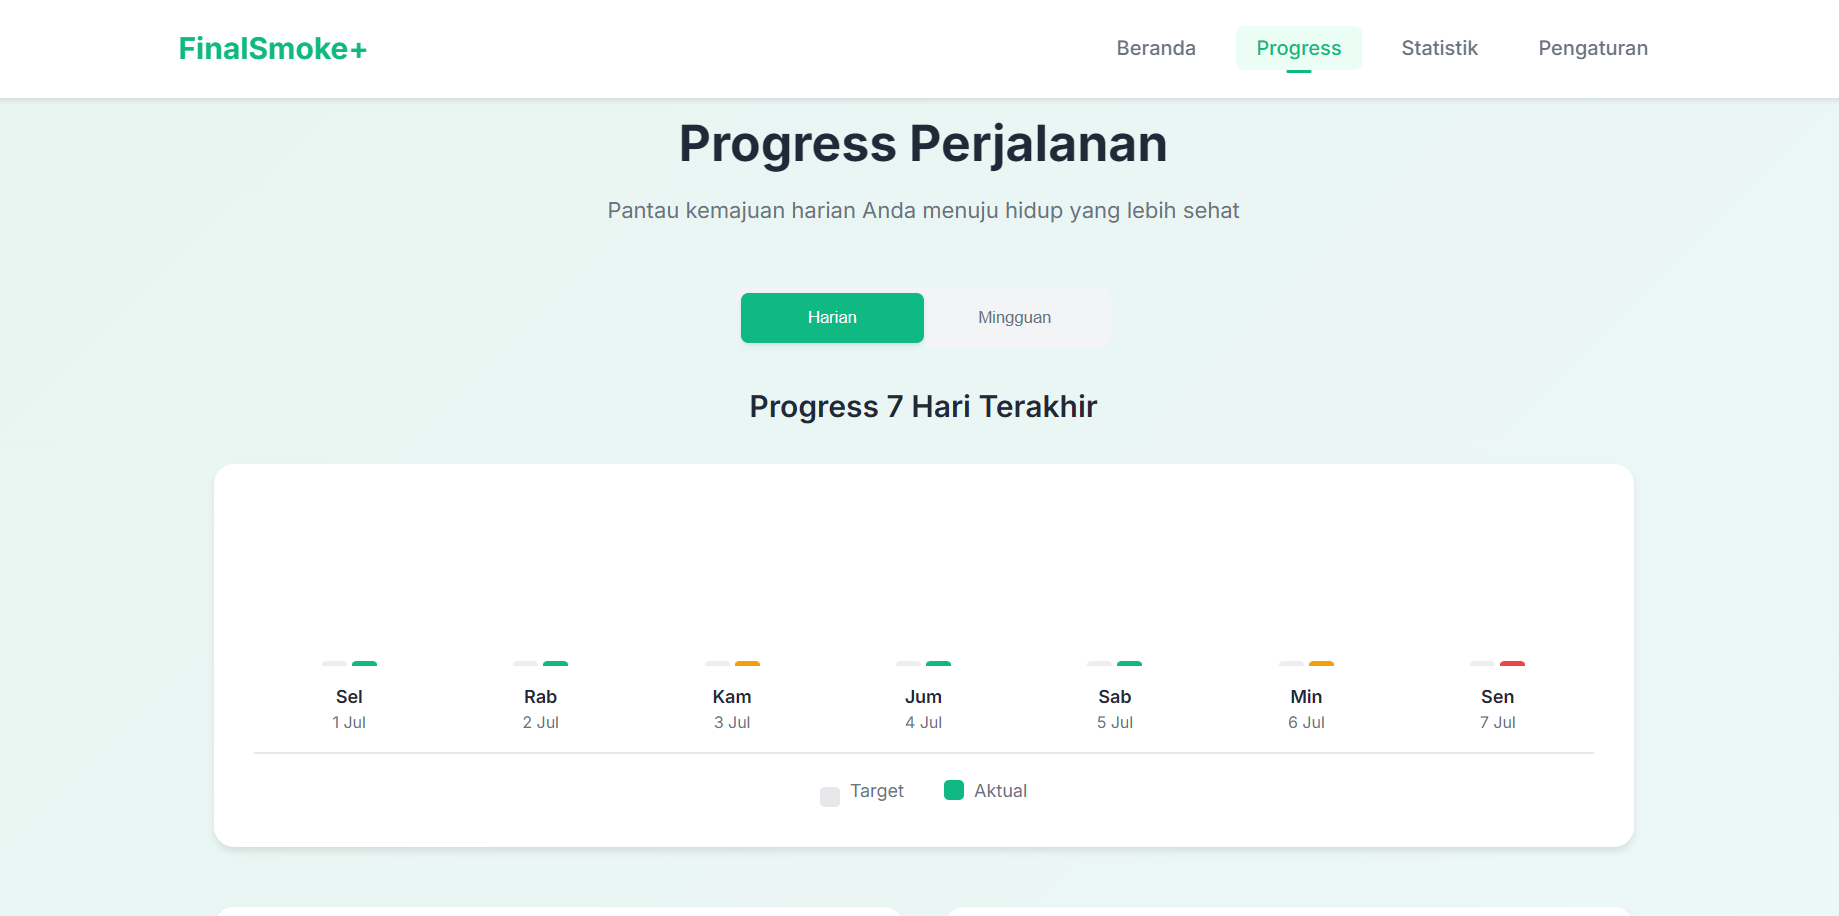 FinalSmoke+
Beranda
Progress
Statistik
Pengaturan
Progress Perjalanan
Pantau kemajuan harian Anda menuju hidup yang lebih sehat
Harian
Mingguan
Progress 7 Hari Terakhir
Sel
1 Jul
Rab
2 Jul
Kam
3 Jul
Jum
4 Jul
Sab
5 Jul
Min
6 Jul
Sen
7 Jul
Target
Aktual